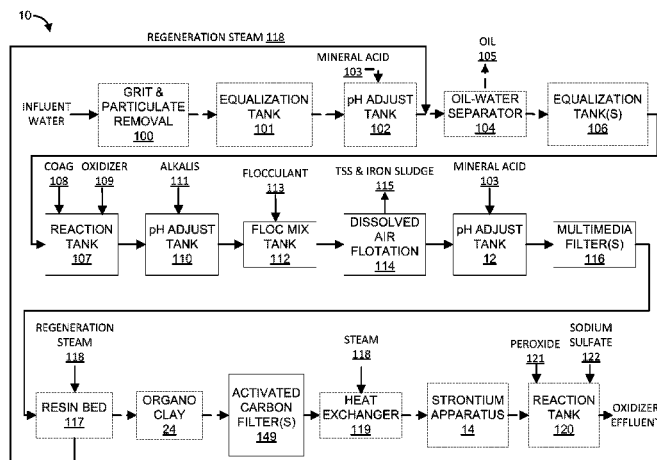 10
REGENERATION STEAM 118
OIL
105
MINERAL ACID
103
INFLUENT
WATER
GRIT &
PARTICULATE
REMOVAL
100
EQUALIZATION
TANK
101
pH ADJUST
TANK
102
OIL-WATER
SEPARATOR
104
EQUALIZATION
TANK(S)
106
COAG
108
OXIDIZER
109
ALKALIS
111
FLOCCULANT
113
TSS & IRON SLUDGE
115
MINERAL ACID
103
REACTION
TANK
107
pH ADJUST
TANK
110
FLOC MIX
TANK
112
DISSOLVED
AIR
FLOTATION
114
pH ADJUST
TANK
12
MULTIMEDIA
FILTER(S)
116
REGENERATION
STEAM
118
STEAM
118
PEROXIDE
121
SODIUM
SULFATE
122
RESIN BED
117
ORGANO
CLAY
24
ACTIVATED
CARBON
FILTER(S)
149
HEAT
EXCHANGER
119
STRONTIUM
APPARATUS
14
REACTION
TANK
120
OXIDIZER
EFFLUENT